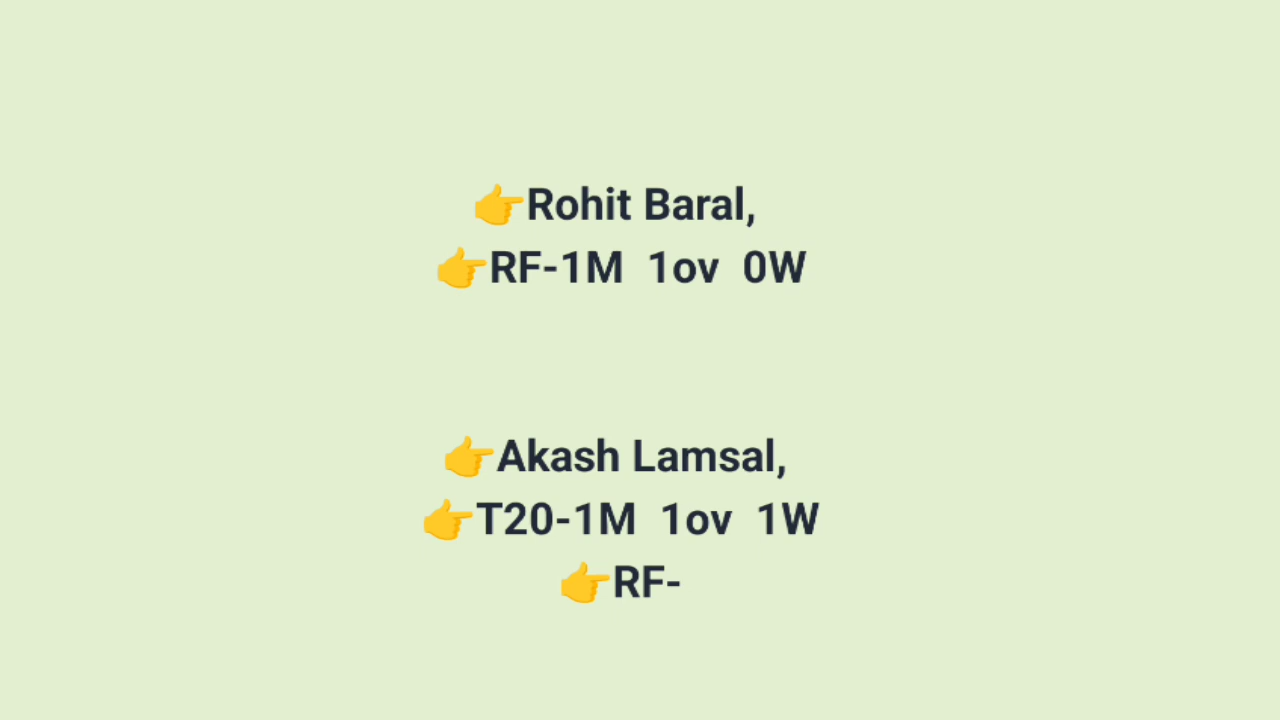 👉Rohit Baral,
👉RF-1M  1ov  0W
👉Akash Lamsal,
👉T20-1M  1ov  1W
👉RF-